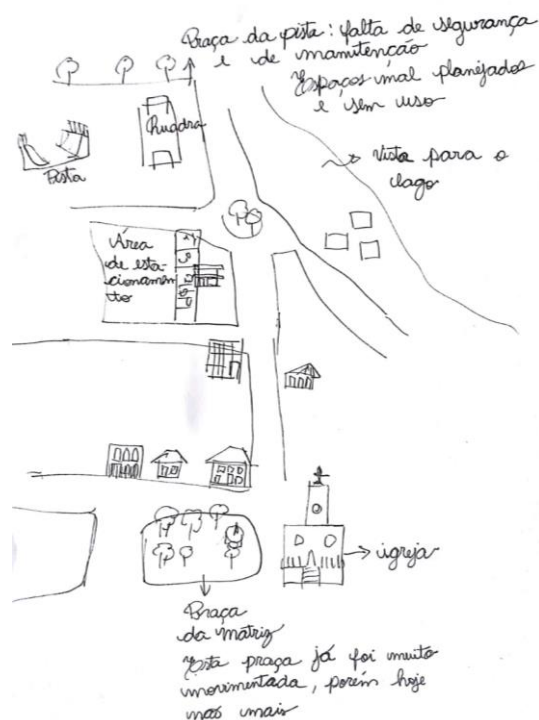 Praça da pista: falta de segurança
e de manutenção
Espaços mal planejados
e sem uso
Quadra
Pista
Vista para o
lago
Área
de esta-
cionamen
to
igreja
Praça
da matriz
Esta praça já foi muito
movimentada, porém hoje
não mais